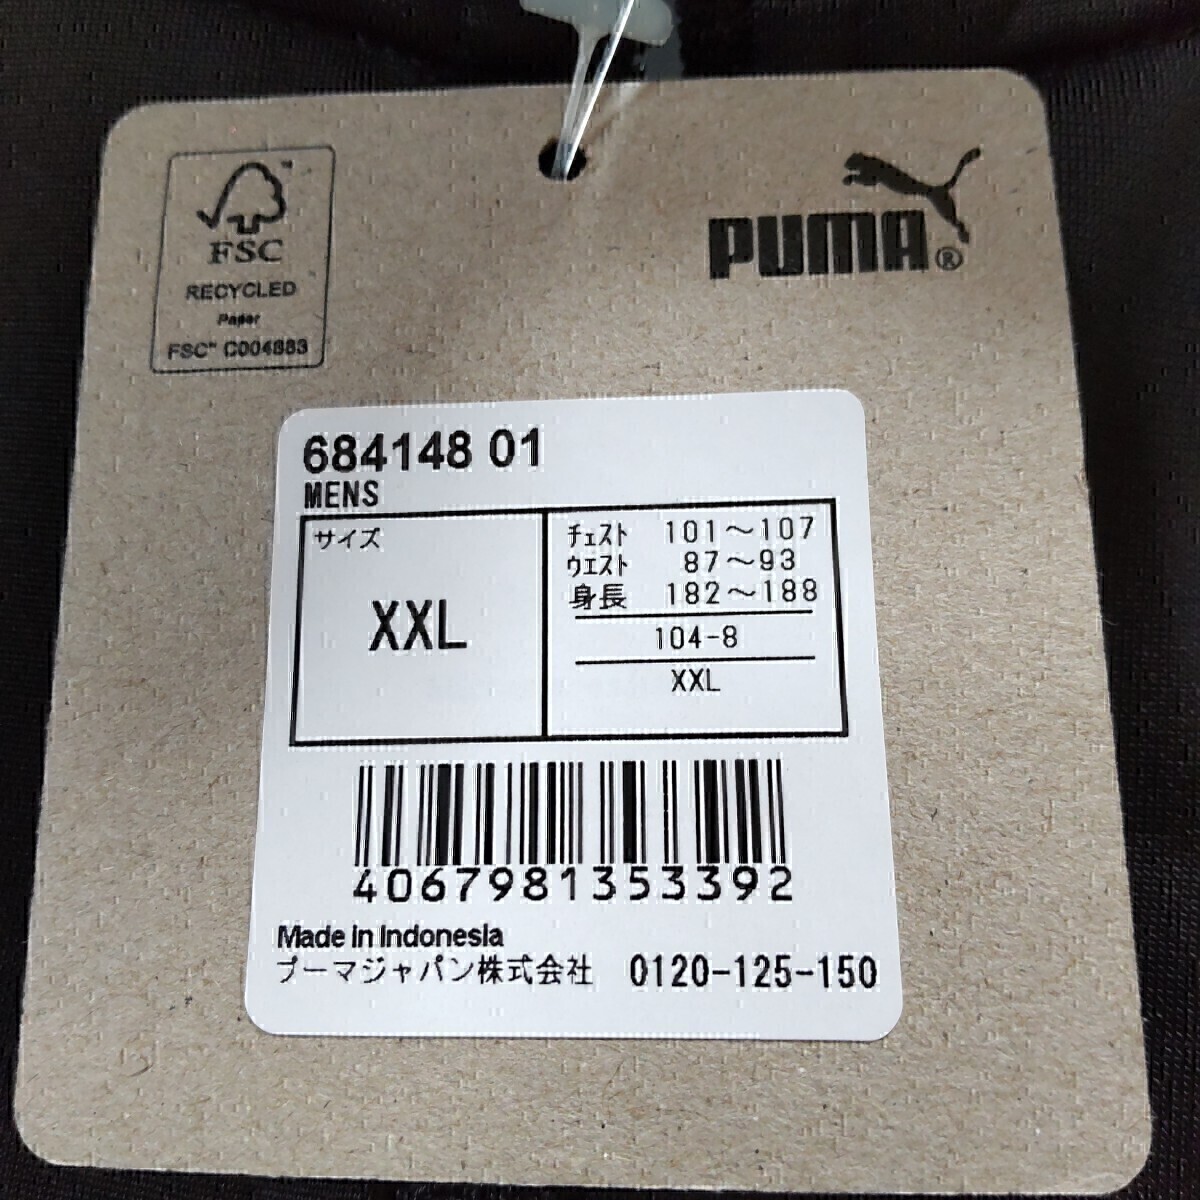 FSC
RECYCLED
Paper
FSC™ C004883
PUMA®
684148 01
MENS
サイズ
XXL
チェスト 101～107
ウエスト 87～93
身長 182～188
104-8
XXL
4067981353392
Made in Indonesia
プーマジャパン株式会社 0120-125-150